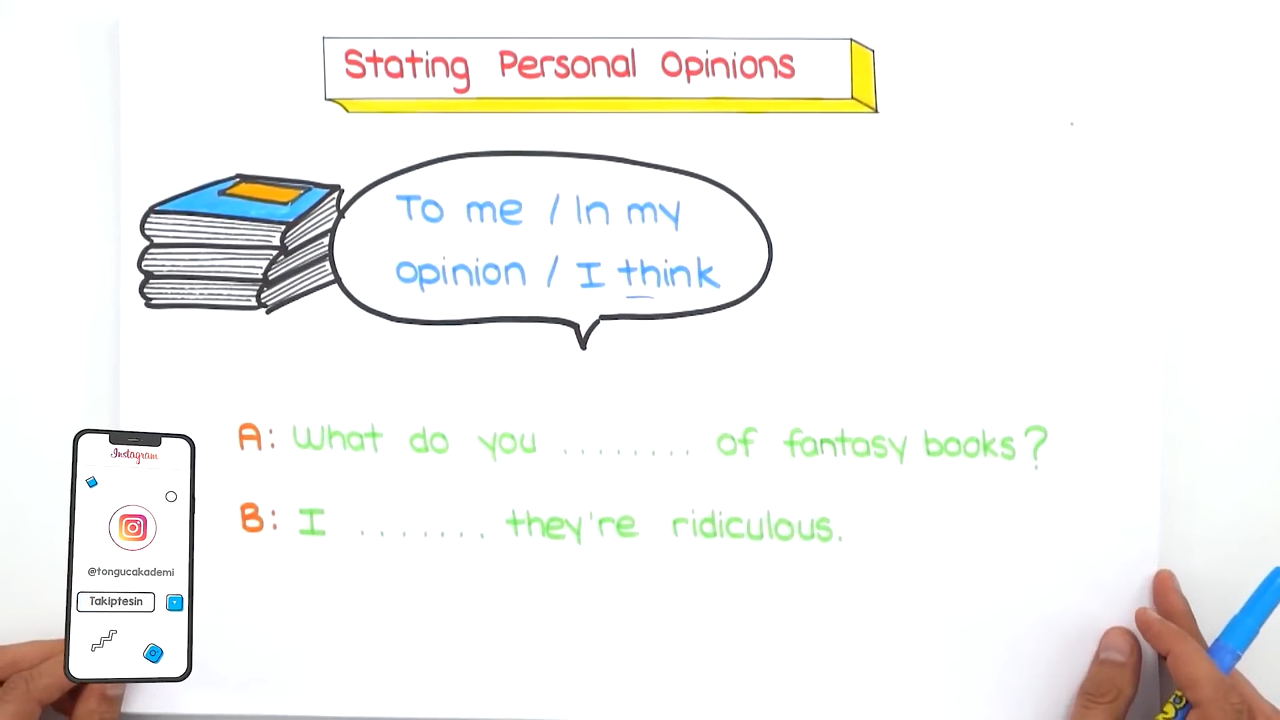 Stating Personal Opinions
To me / In my
opinion / I think
A: What do you ........ of fantasy books?
B: I ....... they're ridiculous.
Instagram
@tongucakademi
Takiptesin